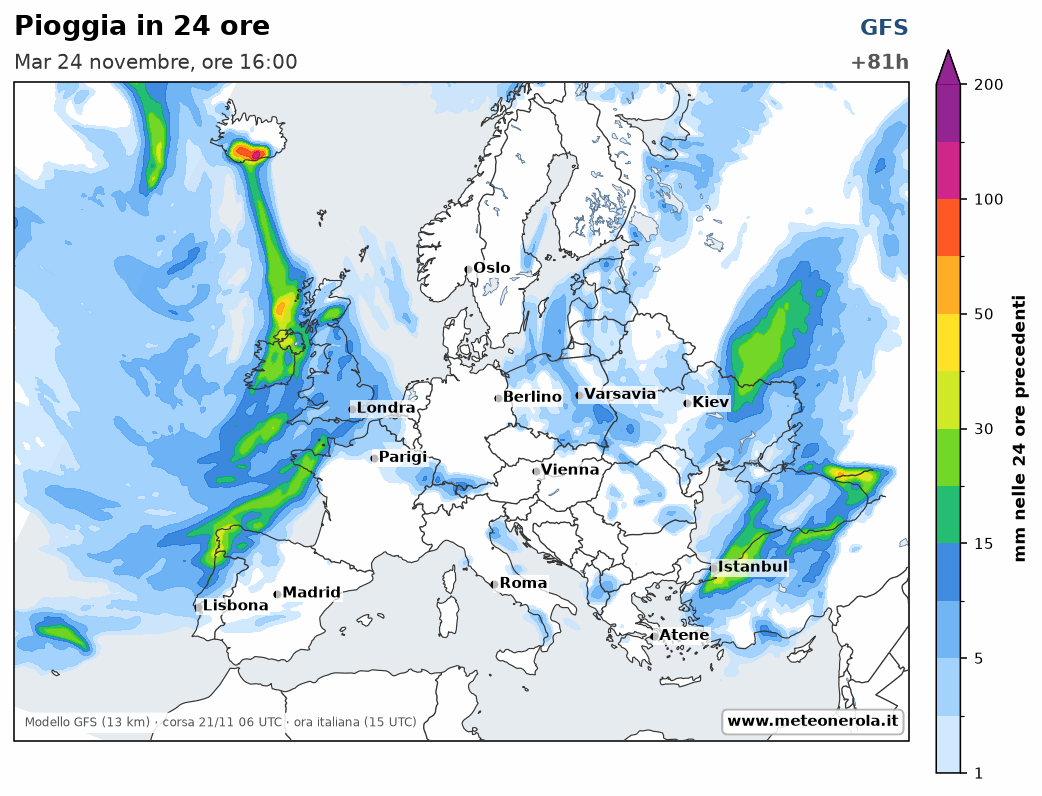 Pioggia in 24 ore
GFS
Mar 24 novembre, ore 16:00
+81h
200
100
50
30
15
5
1
mm nelle 24 ore precedenti
Oslo
Berlino
Varsavia
Kiev
Londra
Parigi
Vienna
Istanbul
Roma
Madrid
Lisbona
Atene
Modello GFS (13 km) · corsa 21/11 06 UTC · ora italiana (15 UTC)
www.meteonerola.it